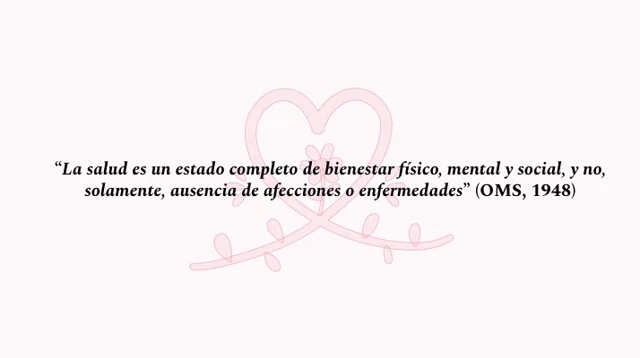 “La salud es un estado completo de bienestar físico, mental y social, y no,
solamente, ausencia de afecciones o enfermedades” (OMS, 1948)